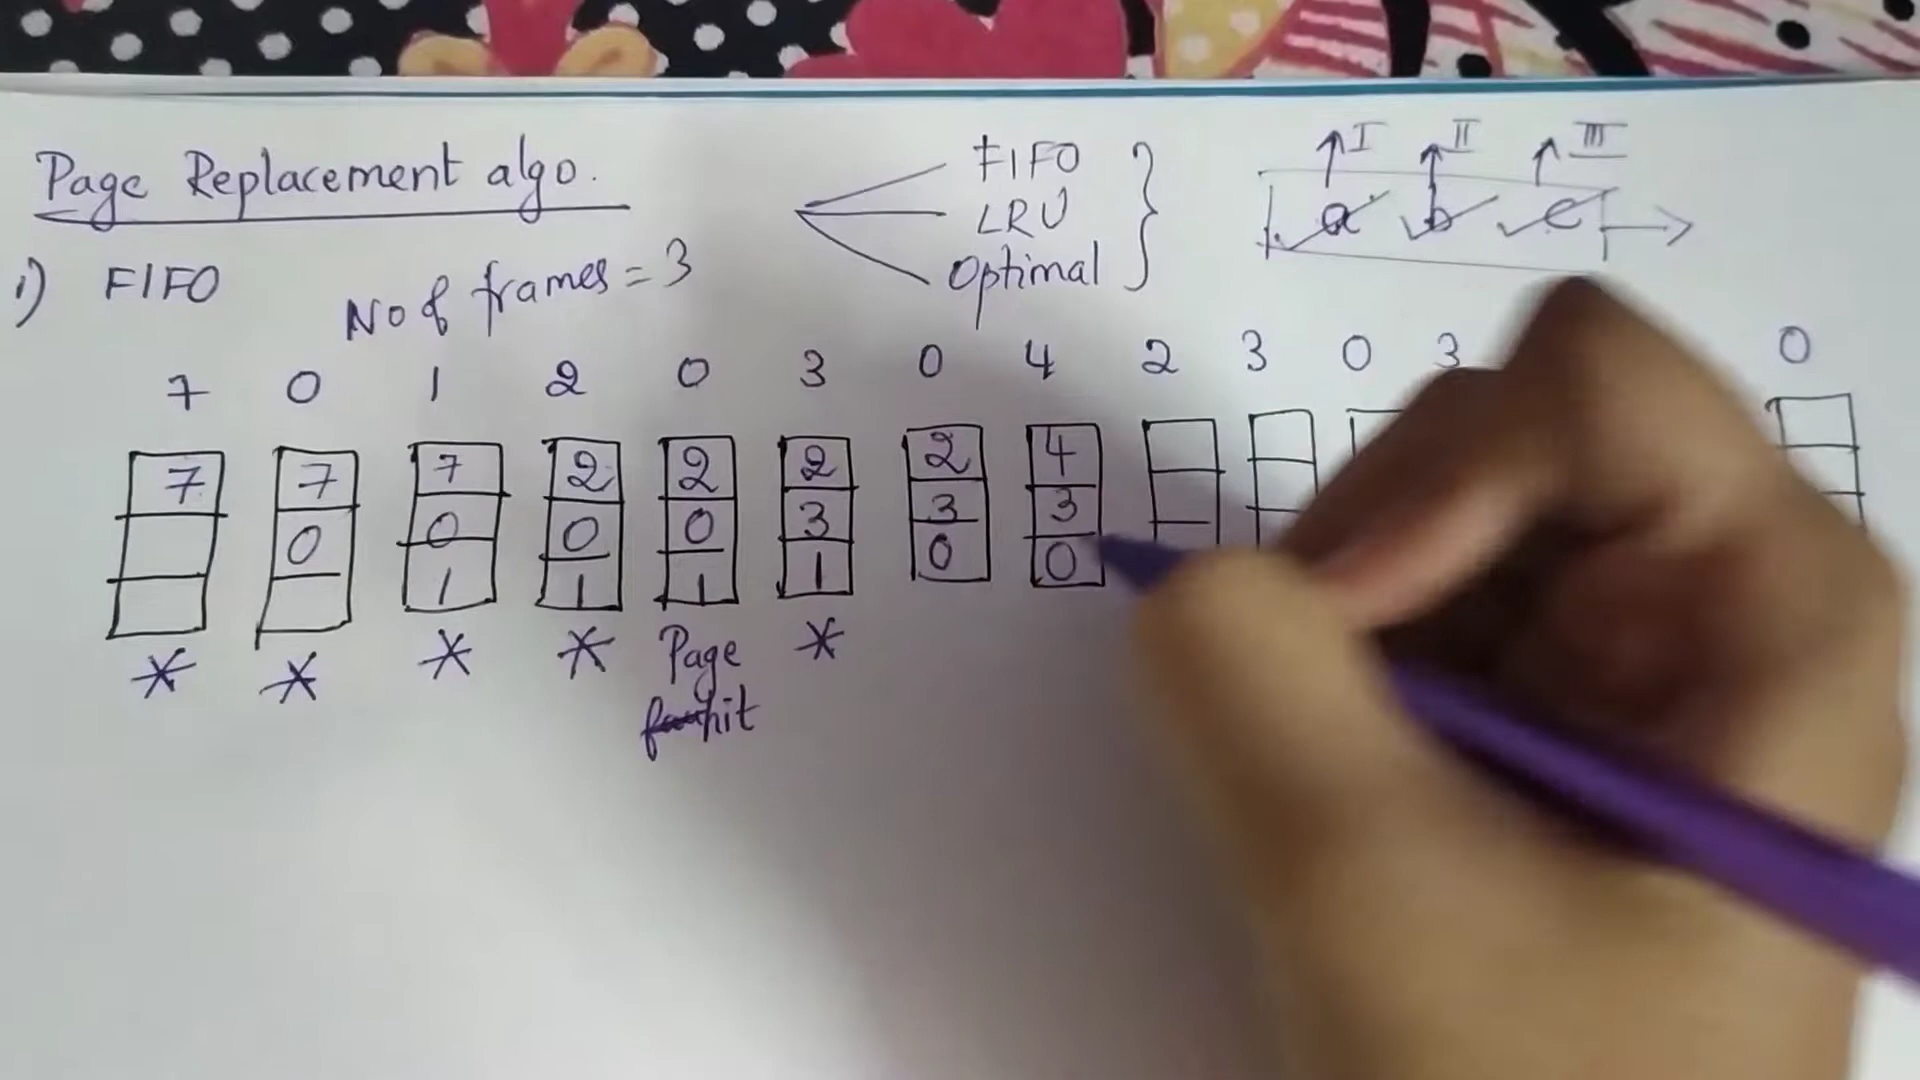 Page Replacement algo.
FIFO
LRU
Optimal
I II III
a b c
i) FIFO
No of frames = 3
7 0 1 2 0 3 0 4 2 3 0 3 0
7 7 7 2 2 2 2 4
0 0 0 0 3 3 3
1 1 1 1 0 0
* * * * Page *
hit